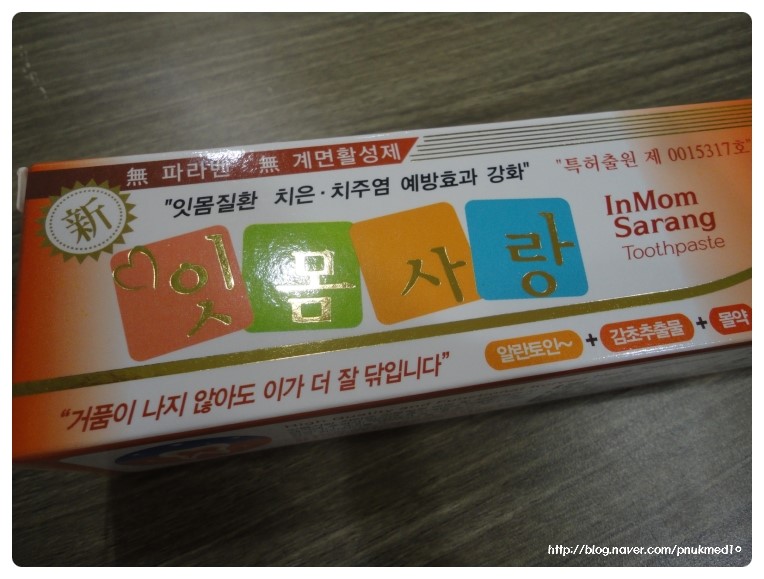 無 파라벤 · 無 계면활성제
新
"잇몸질환 치은·치주염 예방효과 강화"
"특허출원 제 0015317호"
잇몸사랑
InMom
Sarang
Toothpaste
알란토인~ + 감초추출물 + 몰약
"거품이 나지 않아도 이가 더 잘 닦입니다"
http://blog.naver.com/pnukmed10